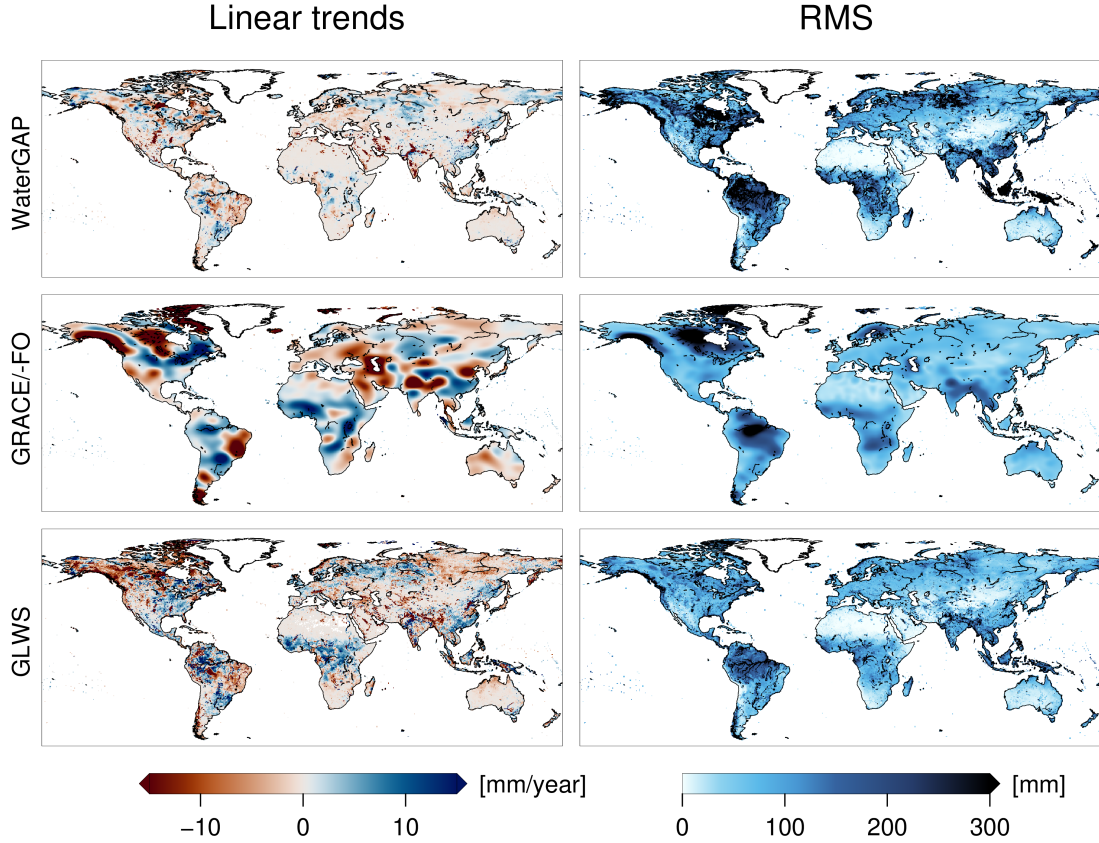 Linear trends
RMS
WaterGAP
GRACE/-FO
GLWS
[mm/year]
−10 0 10
[mm]
0 100 200 300